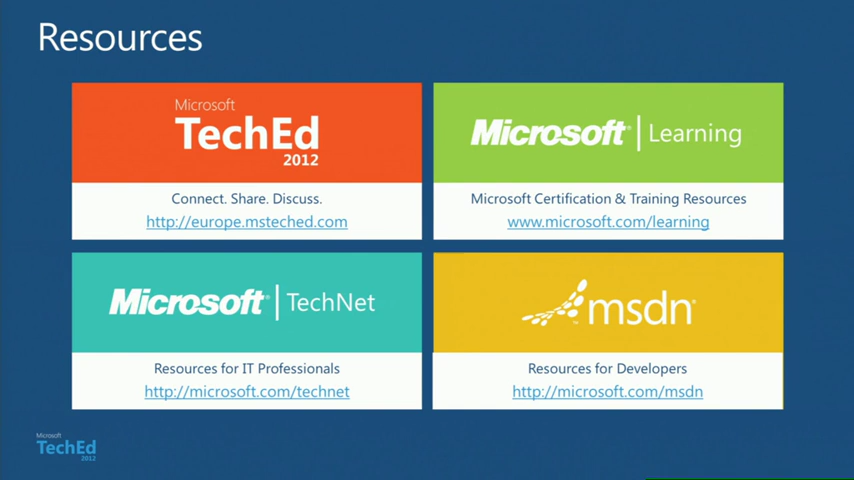 Resources
Microsoft
TechEd
2012
Connect. Share. Discuss.
http://europe.msteched.com
Microsoft® | Learning
Microsoft Certification & Training Resources
www.microsoft.com/learning
Microsoft® | TechNet
Resources for IT Professionals
http://microsoft.com/technet
msdn®
Resources for Developers
http://microsoft.com/msdn
Microsoft
TechEd
2012